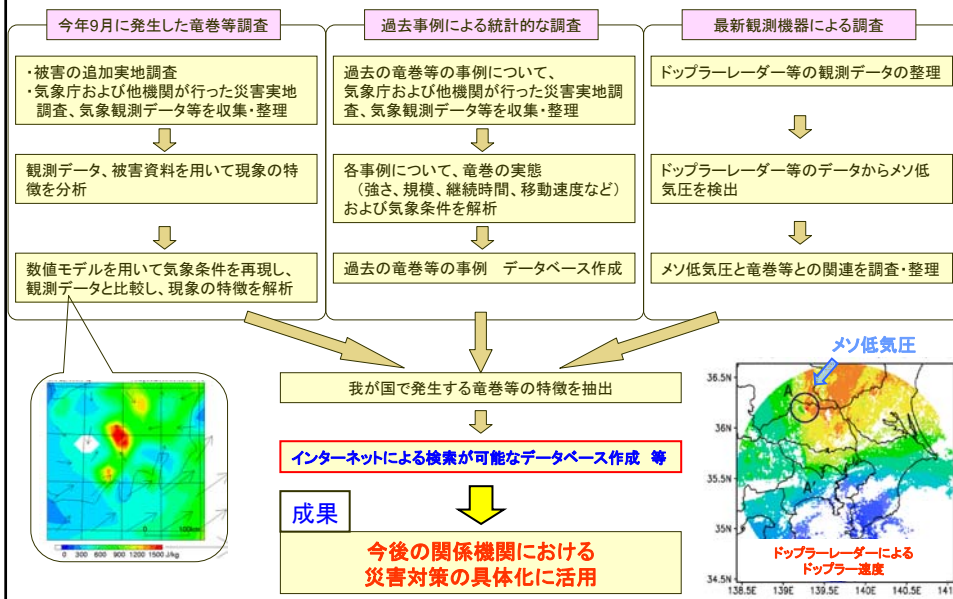 今年9月に発生した竜巻等調査
・被害の追加実地調査
・気象庁および他機関が行った災害実地
調査、気象観測データ等を収集・整理
観測データ、被害資料を用いて現象の特
徴を分析
数値モデルを用いて気象条件を再現し、
観測データと比較し、現象の特徴を解析
過去事例による統計的な調査
過去の竜巻等の事例について、
気象庁および他機関が行った災害実地調
査、気象観測データ等を収集・整理
各事例について、竜巻の実態
（強さ、規模、継続時間、移動速度など）
および気象条件を解析
過去の竜巻等の事例　データベース作成
最新観測機器による調査
ドップラーレーダー等の観測データの整理
ドップラーレーダー等のデータからメソ低
気圧を検出
メソ低気圧と竜巻等との関連を調査・整理
我が国で発生する竜巻等の特徴を抽出
インターネットによる検索が可能なデータベース作成 等
成果
今後の関係機関における
災害対策の具体化に活用
0 100km
0 300 600 900 1200 1500 J/kg
メソ低気圧
36.5N
A
36N
35.5N
A'
35N
ドップラーレーダーによる
ドップラー速度
34.5N
138.5E 139E 139.5E 140E 140.5E 141